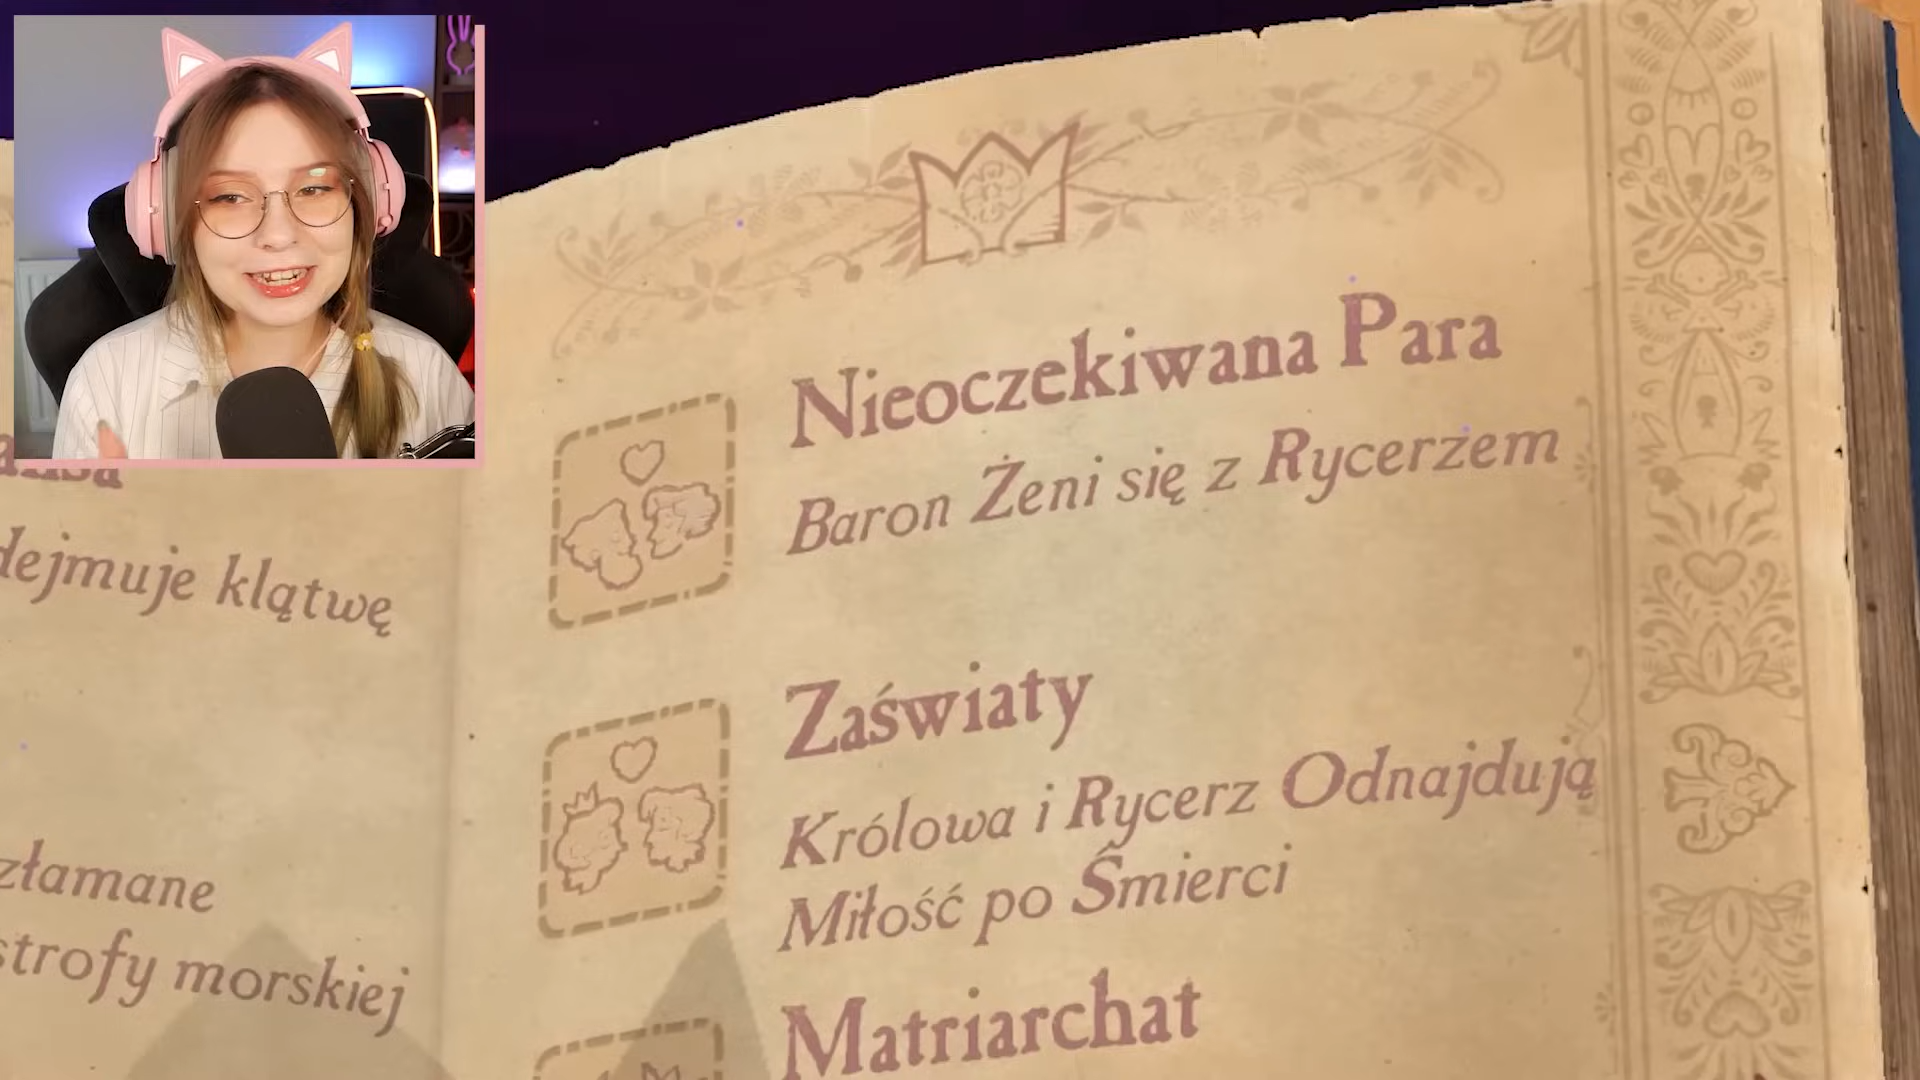 dejmuje klątwę
złamane
strofy morskiej
Nieoczekiwana Para
Baron Żeni się z Rycerzem
Zaświaty
Królowa i Rycerz Odnajdują
Miłość po Śmierci
Matriarchat